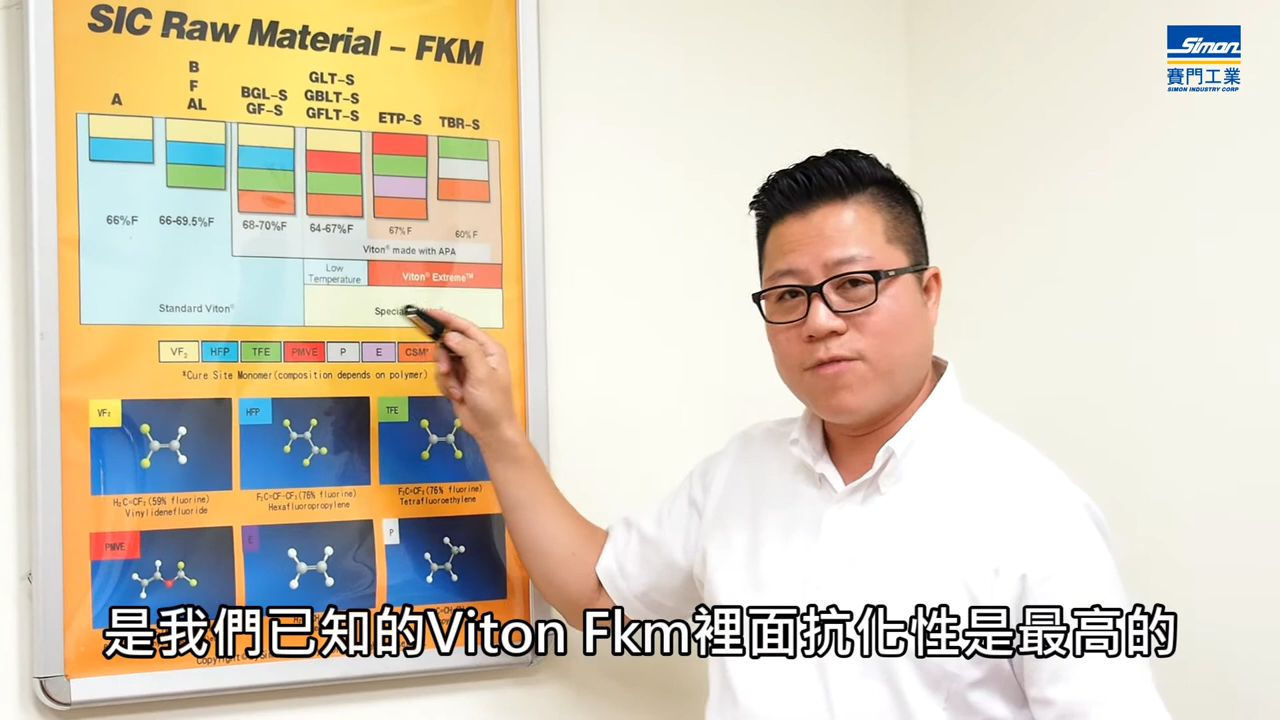 SIC Raw Material – FKM
Simon
賽門工業
SIMON INDUSTRY CORP
A
B
F
AL
BGL-S
GF-S
GLT-S
GBLT-S
GFLT-S
ETP-S
TBR-S
66%F
66-69.5%F
68-70%F
64-67%F
67%F
60%F
Viton® made with APA
Low
Temperature
Viton® Extreme™
Standard Viton®
VF₂ HFP TFE PMVE P E CSM*
*Cure Site Monomer(composition depends on polymer)
VF₂
HFP
TFE
H₂C=CF₂(59% fluorine)
Vinylidenefluoride
F₂C=CF-CF₃(76% fluorine)
Hexafluoropropylene
F₂C=CF₂(76% fluorine)
Tetrafluoroethylene
PMVE
E
P
是我們已知的Viton Fkm裡面抗化性是最高的